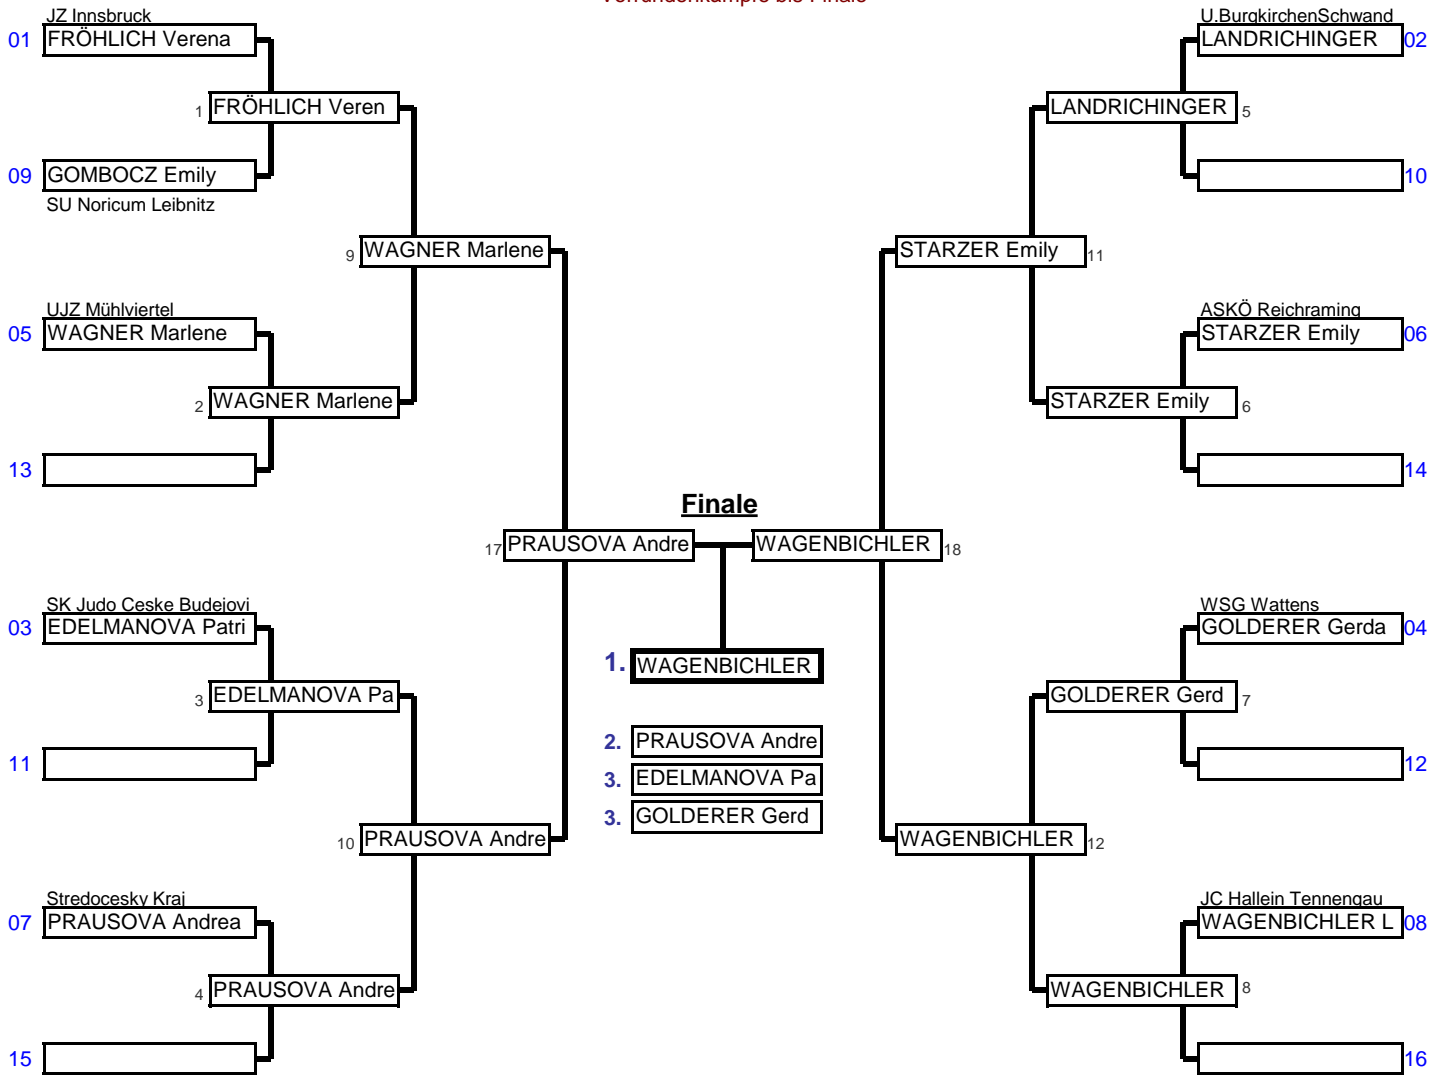 Vorrundenkämpfe bis Finale
JZ Innsbruck
01 FRÖHLICH Verena
1 FRÖHLICH Veren
09 GOMBOCZ Emily
SU Noricum Leibnitz
9 WAGNER Marlene
UJZ Mühlviertel
05 WAGNER Marlene
2 WAGNER Marlene
13
17 PRAUSOVA Andre
SK Judo Ceske Budejovi
03 EDELMANOVA Patri
3 EDELMANOVA Pa
11
10 PRAUSOVA Andre
Stredocesky Kraj
07 PRAUSOVA Andrea
4 PRAUSOVA Andre
15
Finale
1. WAGENBICHLER
2. PRAUSOVA Andre
3. EDELMANOVA Pa
3. GOLDERER Gerd
U.BurgkirchenSchwand
LANDRICHINGER 02
LANDRICHINGER 5
10
STARZER Emily 11
ASKÖ Reichraming
STARZER Emily 06
STARZER Emily 6
14
WAGENBICHLER 18
WSG Wattens
GOLDERER Gerda 04
GOLDERER Gerd 7
12
WAGENBICHLER 12
JC Hallein Tennengau
WAGENBICHLER L 08
WAGENBICHLER 8
16